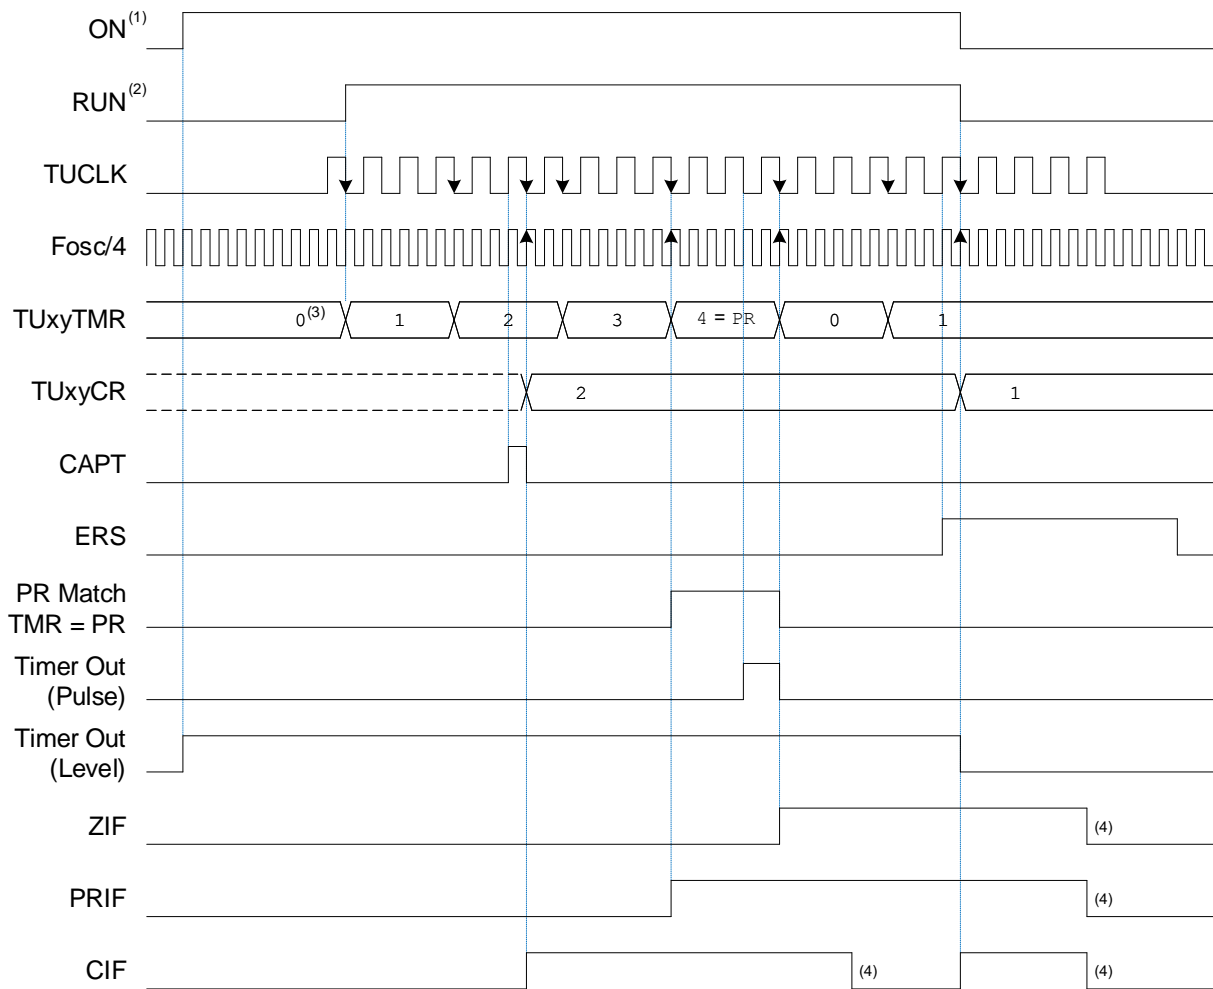 ON(1)
RUN(2)
TUCLK
Fosc/4
TUxyTMR 0(3) 1 2 3 4 = PR 0 1
TUxyCR 2 1
CAPT
ERS
PR Match
TMR = PR
Timer Out
(Pulse)
Timer Out
(Level)
ZIF (4)
PRIF (4)
CIF (4) (4)